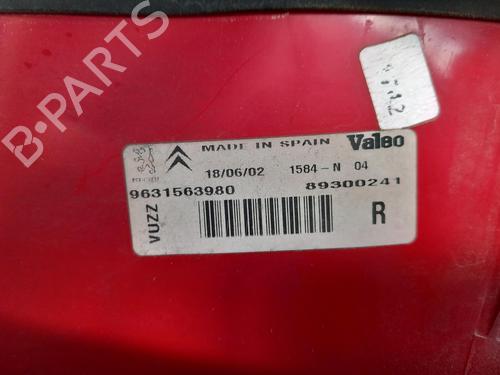 B-PARTS
MADE IN SPAIN Valeo
18/06/02 1584-N 04
9631563980 89300241
VUZZ
R